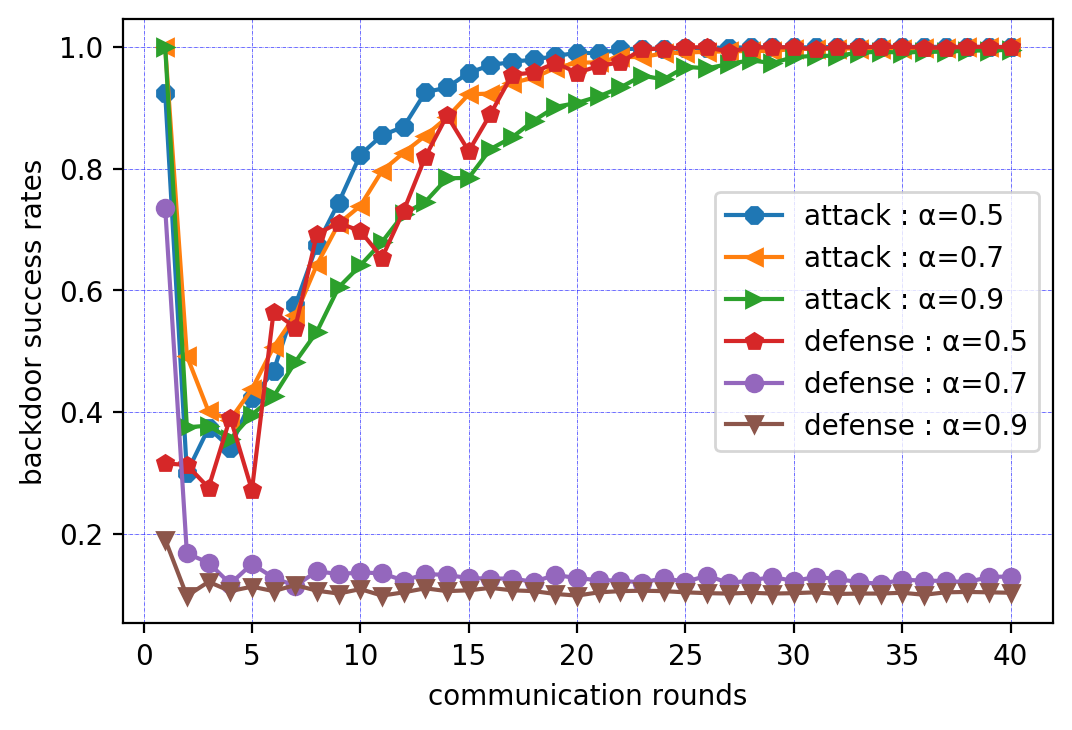 backdoor success rates
1.0
0.8
0.6
0.4
0.2
attack : α=0.5
attack : α=0.7
attack : α=0.9
defense : α=0.5
defense : α=0.7
defense : α=0.9
0 5 10 15 20 25 30 35 40
communication rounds